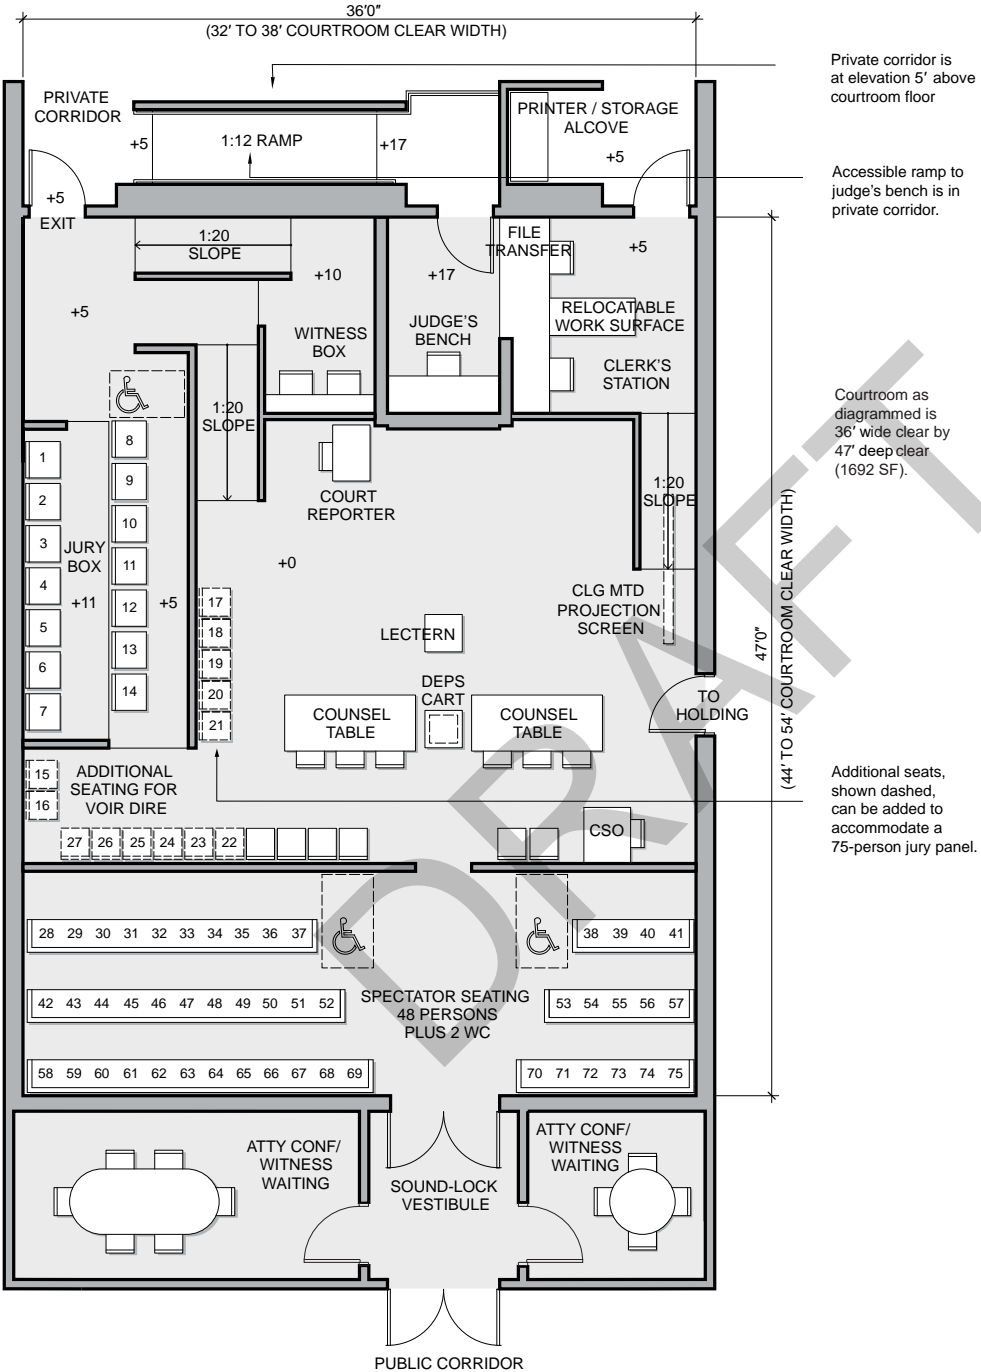 36′0″
(32′ TO 38′ COURTROOM CLEAR WIDTH)
Private corridor is
at elevation 5′ above
courtroom floor
PRIVATE
CORRIDOR
PRINTER / STORAGE
ALCOVE
+5
1:12 RAMP
+17
+5
Accessible ramp to
judge's bench is in
private corridor.
+5
EXIT
1:20
SLOPE
FILE
TRANSFER
+5
+10
+17
+5
RELOCATABLE
WORK SURFACE
WITNESS
BOX
JUDGE'S
BENCH
CLERK'S
STATION
Courtroom as
diagrammed is
36′ wide clear by
47′ deep clear
(1692 SF).
1:20
SLOPE
8
1
9
1:20
SLOPE
2
COURT
REPORTER
10
3
JURY
BOX
11
4
+11
+5
12
5
13
6
14
7
+0
17
18
19
20
21
CLG MTD
PROJECTION
SCREEN
LECTERN
47′0″
(44′ TO 54′ COURTROOM CLEAR WIDTH)
DEPS
CART
COUNSEL
TABLE
COUNSEL
TABLE
TO
HOLDING
15
16
ADDITIONAL
SEATING FOR
VOIR DIRE
Additional seats,
shown dashed,
can be added to
accommodate a
75-person jury panel.
27 26 25 24 23 22
CSO
28 29 30 31 32 33 34 35 36 37
38 39 40 41
42 43 44 45 46 47 48 49 50 51 52
SPECTATOR SEATING
48 PERSONS
PLUS 2 WC
53 54 55 56 57
58 59 60 61 62 63 64 65 66 67 68 69
70 71 72 73 74 75
ATTY CONF/
WITNESS
WAITING
ATTY CONF/
WITNESS
WAITING
SOUND-LOCK
VESTIBULE
PUBLIC CORRIDOR
DRAFT